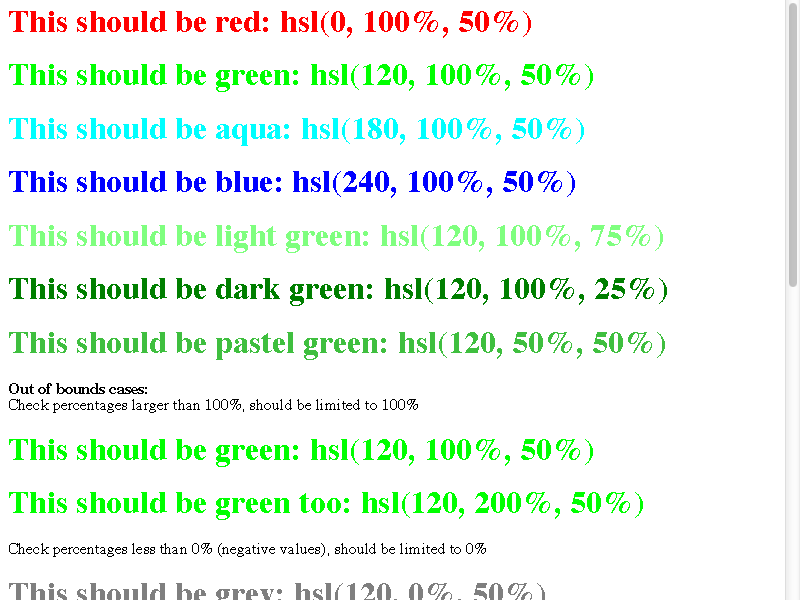 This should be red: hsl(0, 100%, 50%)
This should be green: hsl(120, 100%, 50%)
This should be aqua: hsl(180, 100%, 50%)
This should be blue: hsl(240, 100%, 50%)
This should be light green: hsl(120, 100%, 75%)
This should be dark green: hsl(120, 100%, 25%)
This should be pastel green: hsl(120, 50%, 50%)
Out of bounds cases:
Check percentages larger than 100%, should be limited to 100%
This should be green: hsl(120, 100%, 50%)
This should be green too: hsl(120, 200%, 50%)
Check percentages less than 0% (negative values), should be limited to 0%
This should be grey: hsl(120, 0%, 50%)